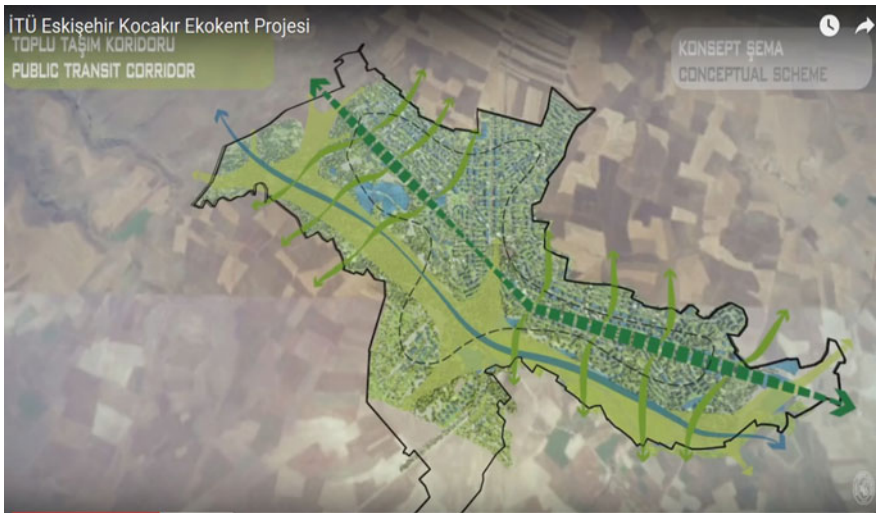 İTÜ Eskişehir Kocakır Ekokent Projesi
TOPLU TAŞIM KORIDORU
PUBLIC TRANSIT CORRIDOR
KONSEPT ŞEMA
CONCEPTUAL SCHEME